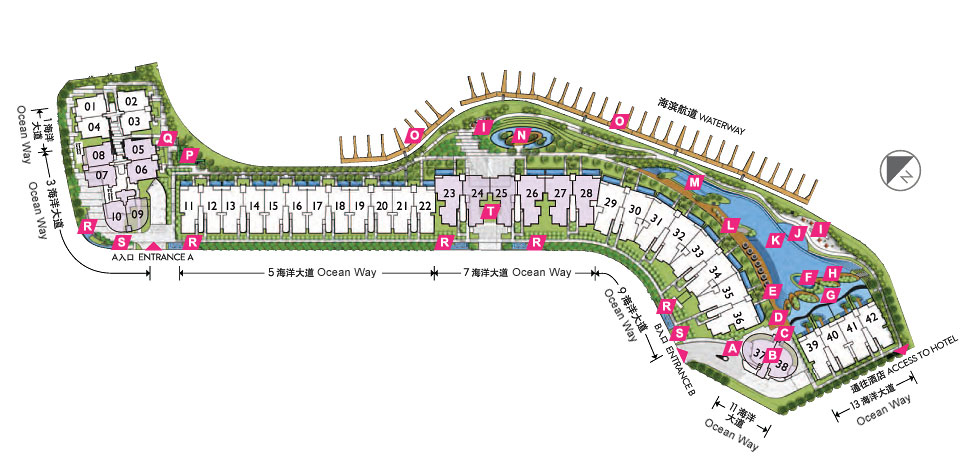 01
02
04
03
08
05
07
06
10
09
1 海洋
大道
Ocean Way
3 海洋大道
Ocean Way
Q
P
R
S
A入口 ENTRANCE A
R
11 12 13 14 15 16 17 18 19 20 21 22
23 24 25 26 27 28
29 30 31 32 33 34 35 36
37 38
39 40 41 42
T
R
R
5 海洋大道 Ocean Way
7 海洋大道 Ocean Way
9 海洋大道
Ocean Way
O
I
N
O
海滨航道 WATERWAY
M
L
K
J
I
H
F
G
E
D
C
B
A
R
S
B入口 ENTRANCE B
11 海洋
大道
Ocean Way
通往酒店 ACCESS TO HOTEL
13 海洋大道
Ocean Way
N